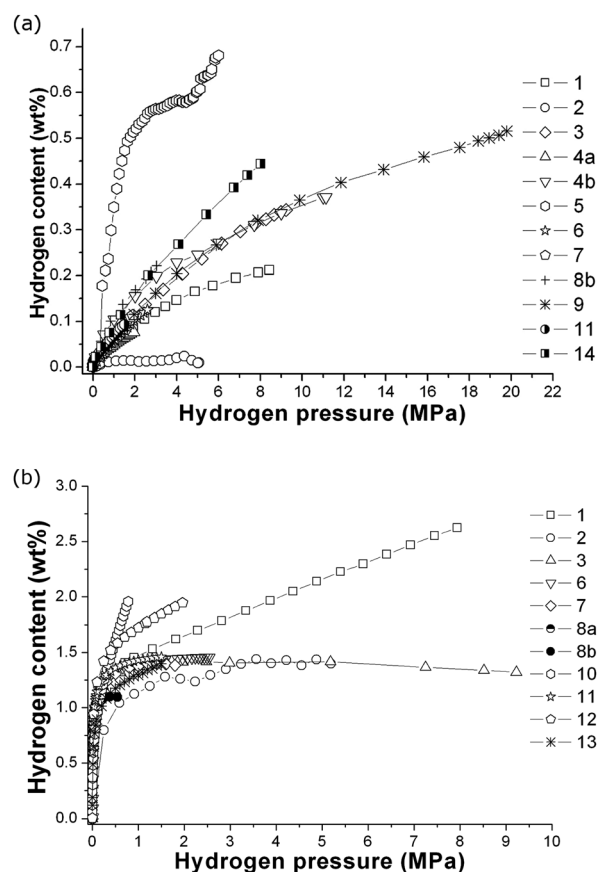 (a)
Hydrogen content (wt%)
0.7
0.6
0.5
0.4
0.3
0.2
0.1
0.0
0 2 4 6 8 10 12 14 16 18 20 22
Hydrogen pressure (MPa)
1
2
3
4a
4b
5
6
7
8b
9
11
14
(b)
Hydrogen content (wt%)
3.0
2.5
2.0
1.5
1.0
0.5
0.0
0 1 2 3 4 5 6 7 8 9 10
Hydrogen pressure (MPa)
1
2
3
6
7
8a
8b
10
11
12
13